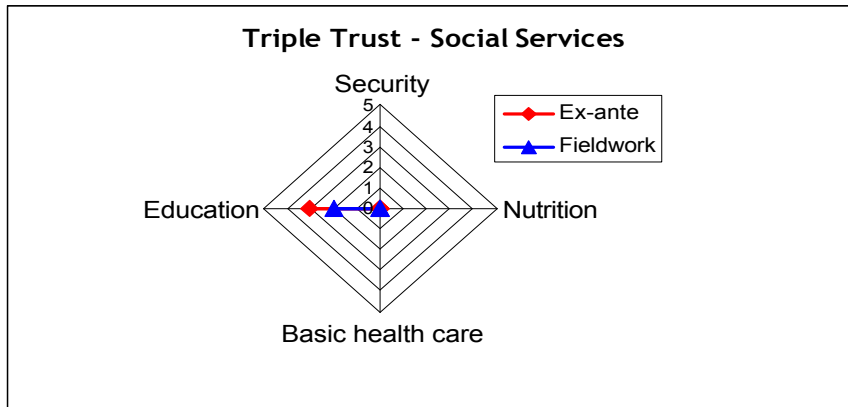 Triple Trust - Social Services
Security
5
4
3
2
1
0
Ex-ante
Fieldwork
Education
Nutrition
Basic health care